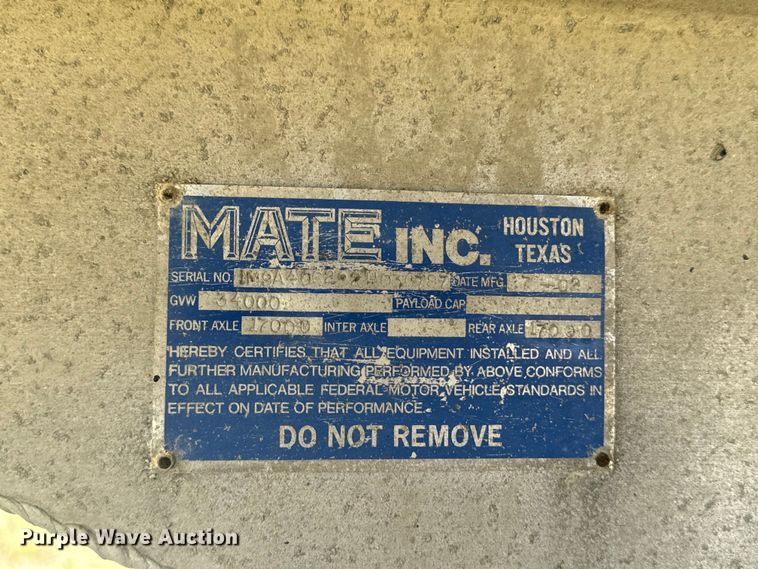 MATE INC. HOUSTON TEXAS
SERIAL NO. DATE MFG.
GVW 34000 PAYLOAD CAP.
FRONT AXLE 17000 INTER AXLE REAR AXLE 17000
HEREBY CERTIFIES THAT ALL EQUIPMENT INSTALLED AND ALL
FURTHER MANUFACTURING PERFORMED BY ABOVE CONFORMS
TO ALL APPLICABLE FEDERAL MOTOR VEHICLE STANDARDS IN
EFFECT ON DATE OF PERFORMANCE.
DO NOT REMOVE
Purple Wave Auction